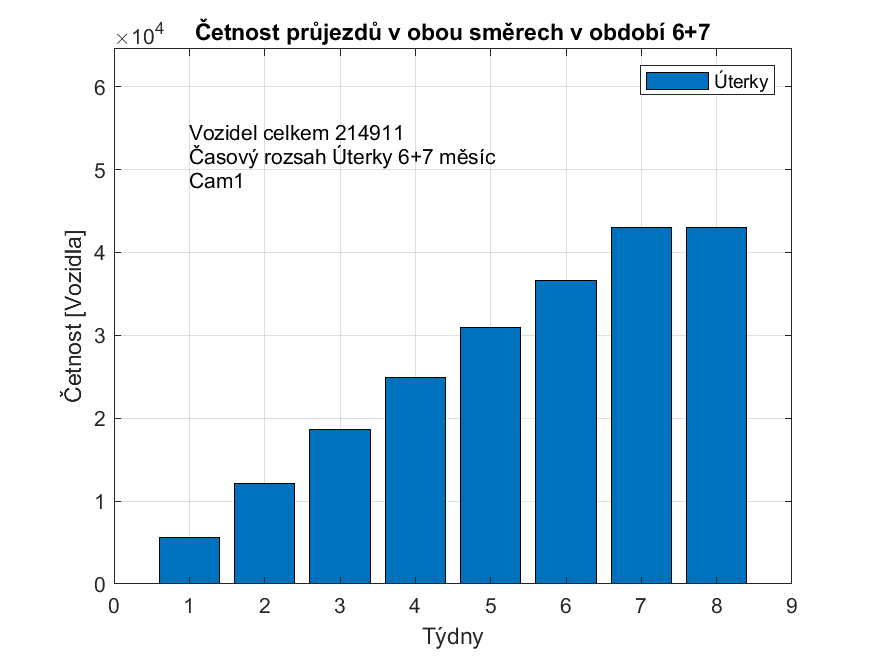 ×10⁴
Četnost průjezdů v obou směrech v období 6+7
Úterky
Vozidel celkem 214911
Časový rozsah Úterky 6+7 měsíc
Cam1
Četnost [Vozidla]
6
5
4
3
2
1
0
0 1 2 3 4 5 6 7 8 9
Týdny